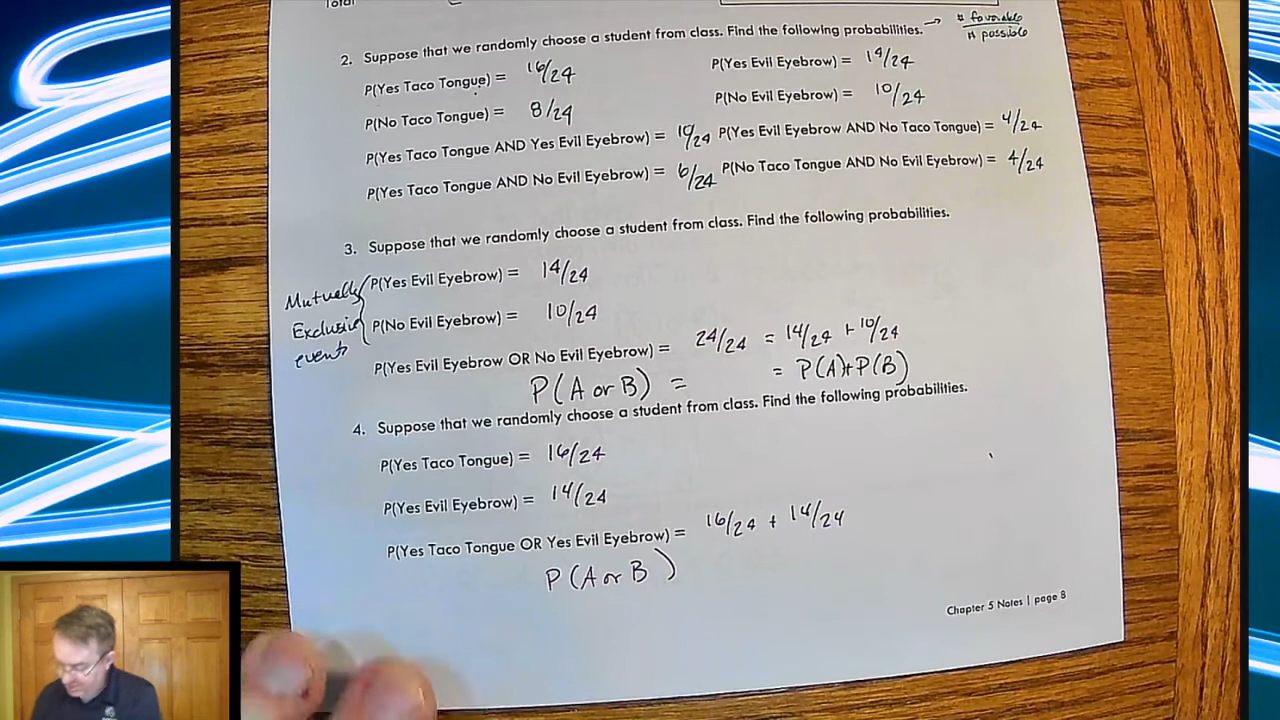 Total
2. Suppose that we randomly choose a student from class. Find the following probabilities. → # favorable
# possible
P(Yes Taco Tongue) = 16/24 P(Yes Evil Eyebrow) = 14/24
P(No Taco Tongue) = 8/24 P(No Evil Eyebrow) = 10/24
P(Yes Taco Tongue AND Yes Evil Eyebrow) = 10/24 P(Yes Evil Eyebrow AND No Taco Tongue) = 4/24
P(Yes Taco Tongue AND No Evil Eyebrow) = 6/24 P(No Taco Tongue AND No Evil Eyebrow) = 4/24
3. Suppose that we randomly choose a student from class. Find the following probabilities.
Mutually P(Yes Evil Eyebrow) = 14/24
Exclusive P(No Evil Eyebrow) = 10/24
events P(Yes Evil Eyebrow OR No Evil Eyebrow) = 24/24 = 14/24 + 10/24
P(A or B) = = P(A)+P(B)
4. Suppose that we randomly choose a student from class. Find the following probabilities.
P(Yes Taco Tongue) = 16/24
P(Yes Evil Eyebrow) = 14/24
P(Yes Taco Tongue OR Yes Evil Eyebrow) = 16/24 + 14/24
P(A or B)
Chapter 5 Notes | page 8